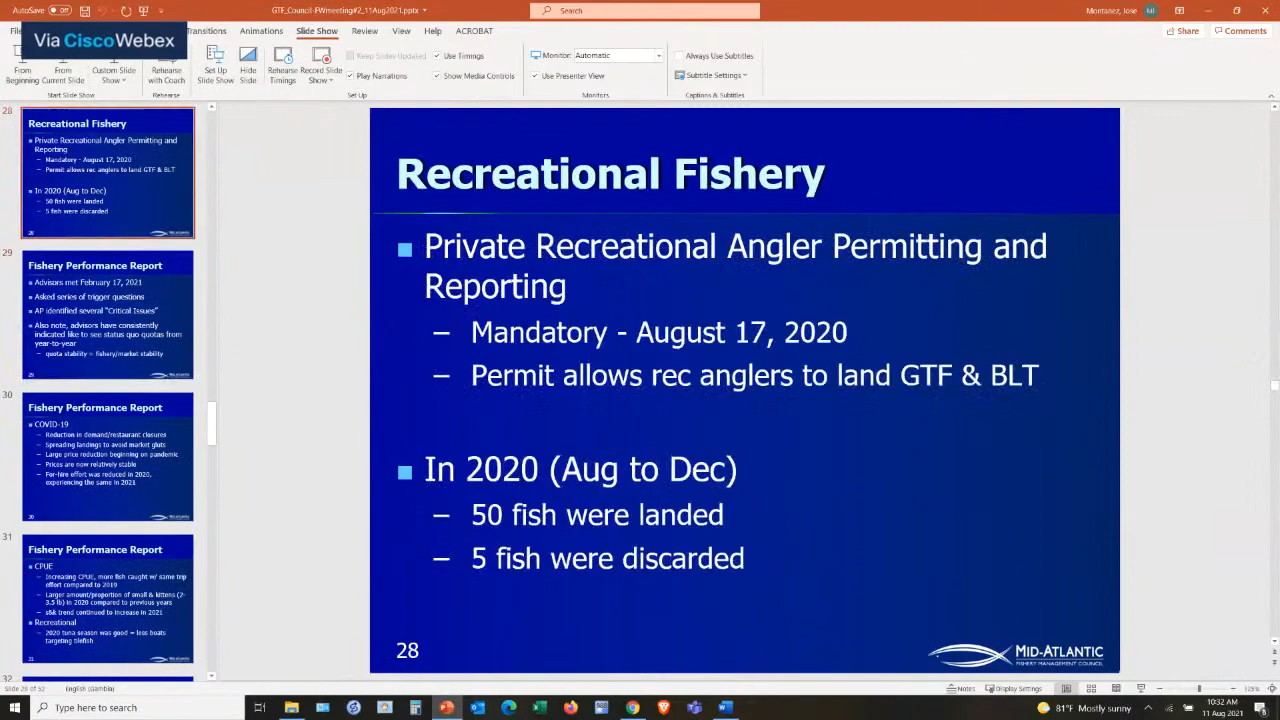 AutoSave Off
GTF_Council-FWmeeting#2_11Aug2021.pptx
Search
Montanez, Jose
Via CiscoWebex
Transitions Animations Slide Show Review View Help ACROBAT
Share Comments
From Beginning
From Current Slide
Custom Slide Show
Rehearse with Coach
Set Up Slide Show
Hide Slide
Rehearse Timings
Record Slide Show
Keep Slides Updated
Play Narrations
Use Timings
Show Media Controls
Monitor: Automatic
Use Presenter View
Always Use Subtitles
Subtitle Settings
Start Slide Show
Rehearse
Set Up
Monitors
Captions & Subtitles
Recreational Fishery
Private Recreational Angler Permitting and
Reporting
– Mandatory - August 17, 2020
– Permit allows rec anglers to land GTF & BLT
In 2020 (Aug to Dec)
– 50 fish were landed
– 5 fish were discarded
28
29
Fishery Performance Report
Advisors met February 17, 2021
Asked series of trigger questions
AP identified several "Critical Issues"
Also note, advisors have consistently
indicated like to see status quo quotas from
year-to-year
– quota stability = fishery/market stability
29
30
Fishery Performance Report
COVID-19
– Reduction in demand/restaurant closures
– Spreading landings to avoid market gluts
– Large price reduction beginning on pandemic
– Prices are now relatively stable
– For-hire effort was reduced in 2020,
experiencing the same in 2021
30
31
Fishery Performance Report
CPUE
– Increasing CPUE, more fish caught w/ same trip
effort compared to 2019
– Larger amount/proportion of small & kittens (2-
3.5 lb) in 2020 compared to previous years
– s&k trend continued to increase in 2021
Recreational
– 2020 tuna season was good = less boats
targeting tilefish
31
32
Recreational Fishery
Private Recreational Angler Permitting and
Reporting
– Mandatory - August 17, 2020
– Permit allows rec anglers to land GTF & BLT
In 2020 (Aug to Dec)
– 50 fish were landed
– 5 fish were discarded
28
MID-ATLANTIC
FISHERY MANAGEMENT COUNCIL
Slide 28 of 52 English (Gambia)
Notes Display Settings
125%
Type here to search
81°F Mostly sunny
10:32 AM
11 Aug 2021